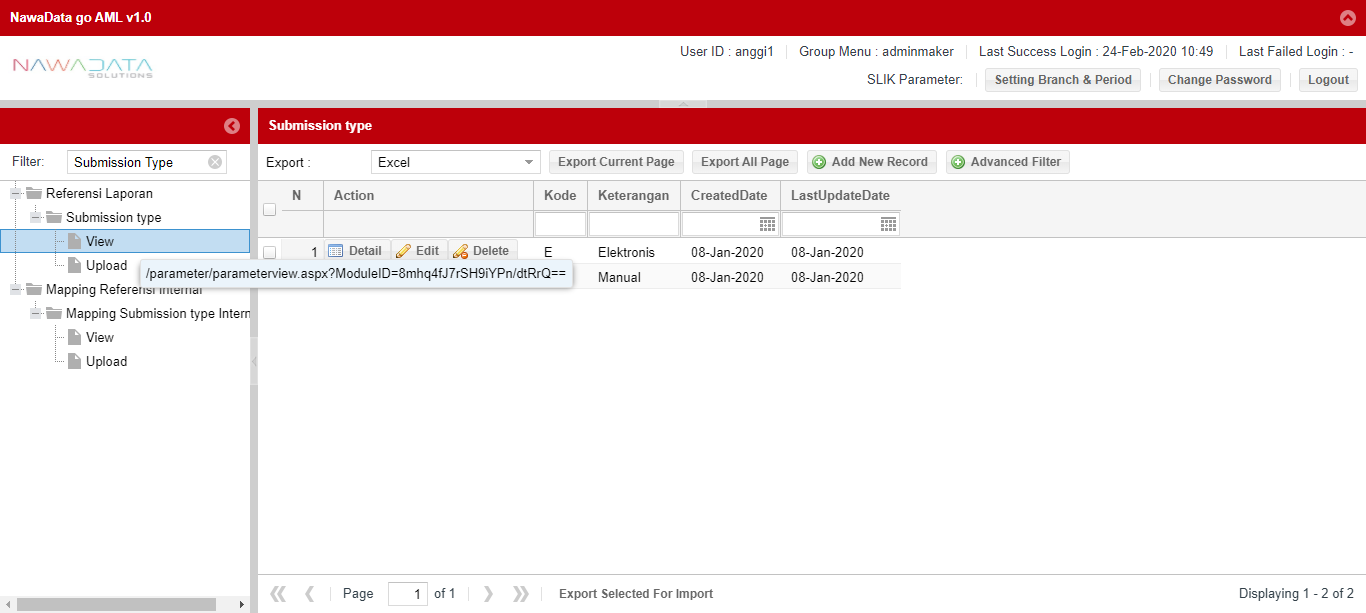 NawaData go AML v1.0
NAWADATA
SOLUTIONS
User ID : anggi1 Group Menu : adminmaker Last Success Login : 24-Feb-2020 10:49 Last Failed Login : -
SLIK Parameter: Setting Branch & Period Change Password Logout
Submission type
Filter: Submission Type
Export : Excel Export Current Page Export All Page Add New Record Advanced Filter
Referensi Laporan
Submission type
View
Upload
Mapping Referensi Internal
Mapping Submission type Intern
View
Upload
/parameter/parameterview.aspx?ModuleID=8mhq4fJ7rSH9iYPn/dtRrQ==
N Action Kode Keterangan CreatedDate LastUpdateDate
1 Detail Edit Delete E Elektronis 08-Jan-2020 08-Jan-2020
Manual 08-Jan-2020 08-Jan-2020
Page 1 of 1 Export Selected For Import Displaying 1 - 2 of 2